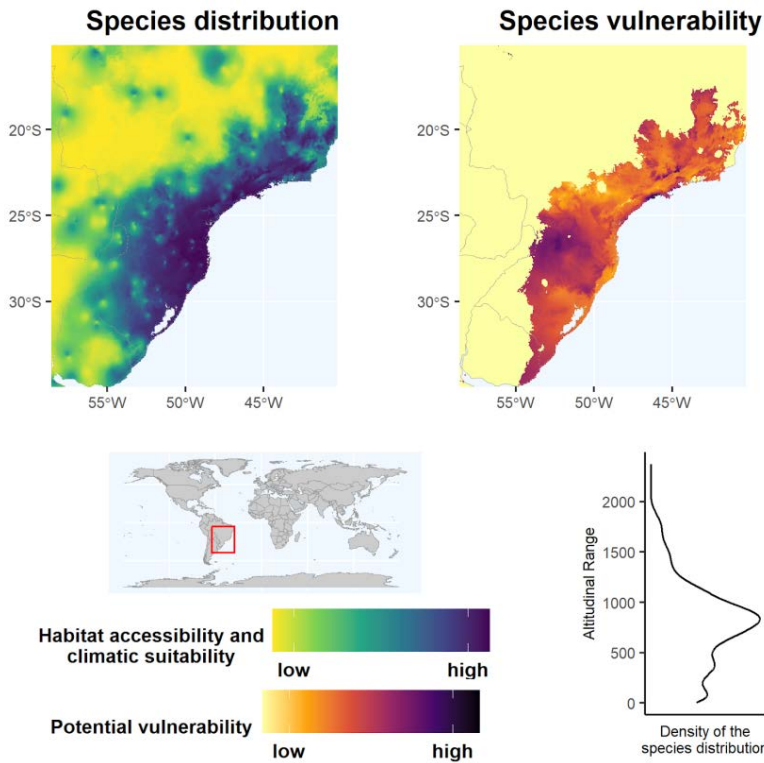 Species distribution
Species vulnerability
20°S
25°S
30°S
55°W
50°W
45°W
20°S
25°S
30°S
55°W
50°W
45°W
Habitat accessibility and
climatic suitability
low
high
Potential vulnerability
low
high
Altitudinal Range
2000
1500
1000
500
0
Density of the
species distribution